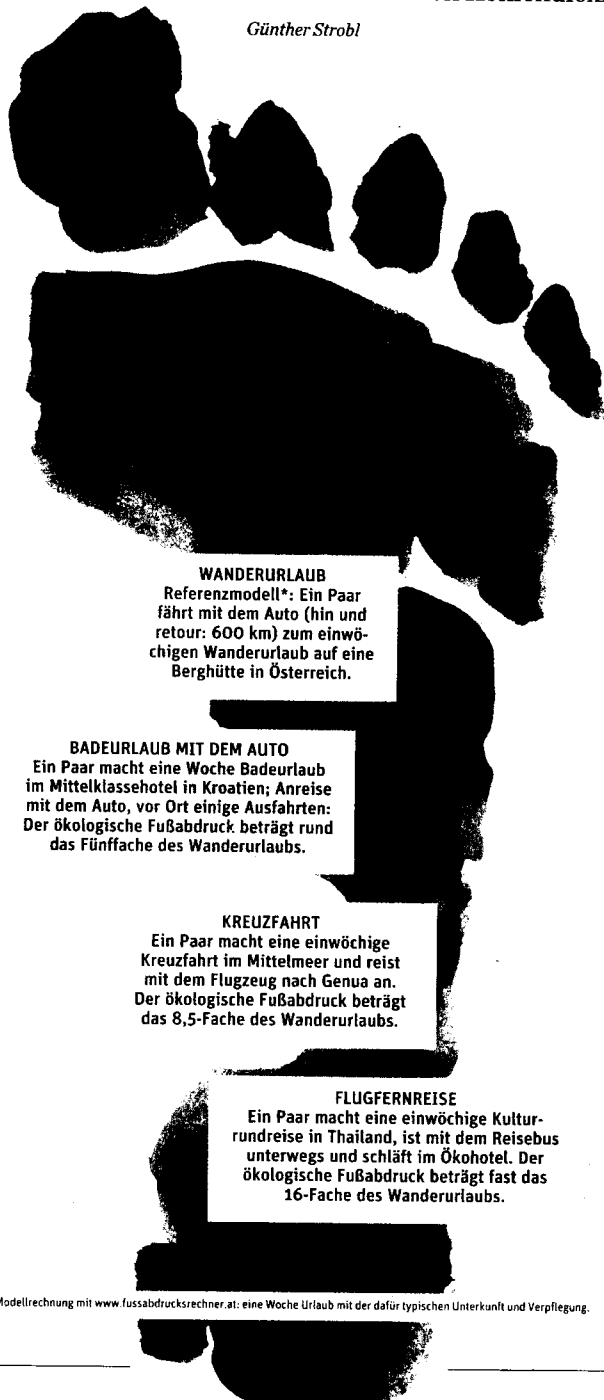 Günther Strobl
WANDERURLAUB
Referenzmodell*: Ein Paar
fährt mit dem Auto (hin und
retour: 600 km) zum einwö-
chigen Wanderurlaub auf eine
Berghütte in Österreich.
BADEURLAUB MIT DEM AUTO
Ein Paar macht eine Woche Badeurlaub
im Mittelklassehotel in Kroatien; Anreise
mit dem Auto, vor Ort einige Ausfahrten:
Der ökologische Fußabdruck beträgt rund
das Fünffache des Wanderurlaubs.
KREUZFAHRT
Ein Paar macht eine einwöchige
Kreuzfahrt im Mittelmeer und reist
mit dem Flugzeug nach Genua an.
Der ökologische Fußabdruck beträgt
das 8,5-Fache des Wanderurlaubs.
FLUGFERNREISE
Ein Paar macht eine einwöchige Kultur-
rundreise in Thailand, ist mit dem Reisebus
unterwegs und schläft im Ökohotel. Der
ökologische Fußabdruck beträgt fast das
16-Fache des Wanderurlaubs.
Modellrechnung mit www.fussabdrucksrechner.at: eine Woche Urlaub mit der dafür typischen Unterkunft und Verpflegung.